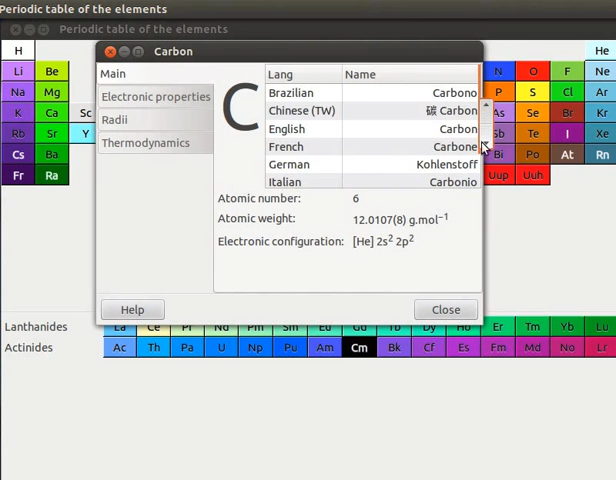 Periodic table of the elements
Periodic table of the elements
H He
Carbon
Li Be N O F Ne
Main
Lang Name
Na Mg P S Cl Ar
Electronic properties
C
Brazilian Carbono
K Ca Sc As Se Br Kr
Chinese (TW) 碳 Carbon
Radii
Rb Sr Y Sb Te I Xe
English Carbon
Thermodynamics
French Carbone
Cs Ba Bi Po At Rn
German Kohlenstoff
Fr Ra Uup Uuh
Italian Carbonio
Atomic number: 6
Atomic weight: 12.0107(8) g.mol⁻¹
Electronic configuration: [He] 2s² 2p²
Help Close
Lanthanides La Ce Pr Nd Pm Sm Eu Gd Tb Dy Ho Er Tm Yb Lu
Actinides Ac Th Pa U Np Pu Am Cm Bk Cf Es Fm Md No Lr